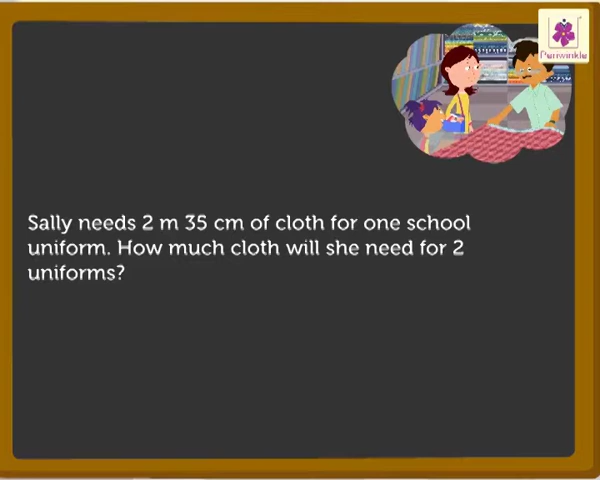 Periwinkle
Sally needs 2 m 35 cm of cloth for one school
uniform. How much cloth will she need for 2
uniforms?